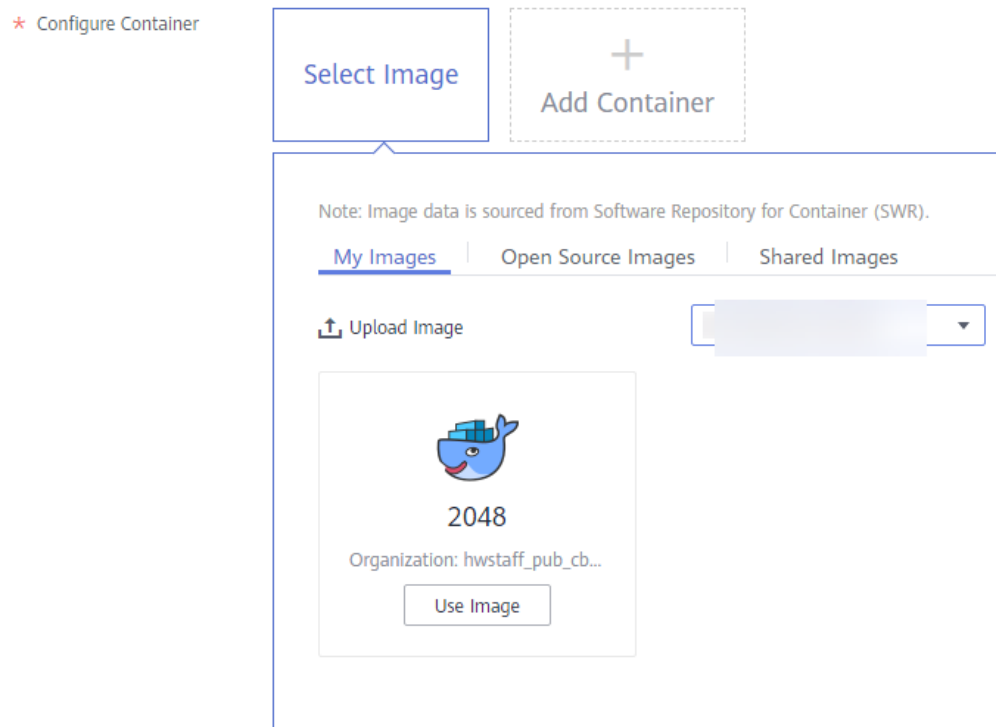 * Configure Container
Select Image
+
Add Container
Note: Image data is sourced from Software Repository for Container (SWR).
My Images
Open Source Images
Shared Images
Upload Image
2048
Organization: hwstaff_pub_cb...
Use Image